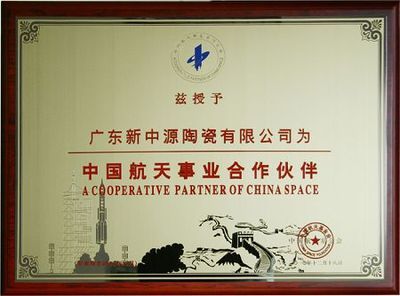 兹授予
广东新中源陶瓷有限公司为
中国航天事业合作伙伴
A COOPERATIVE PARTNER OF CHINA SPACE